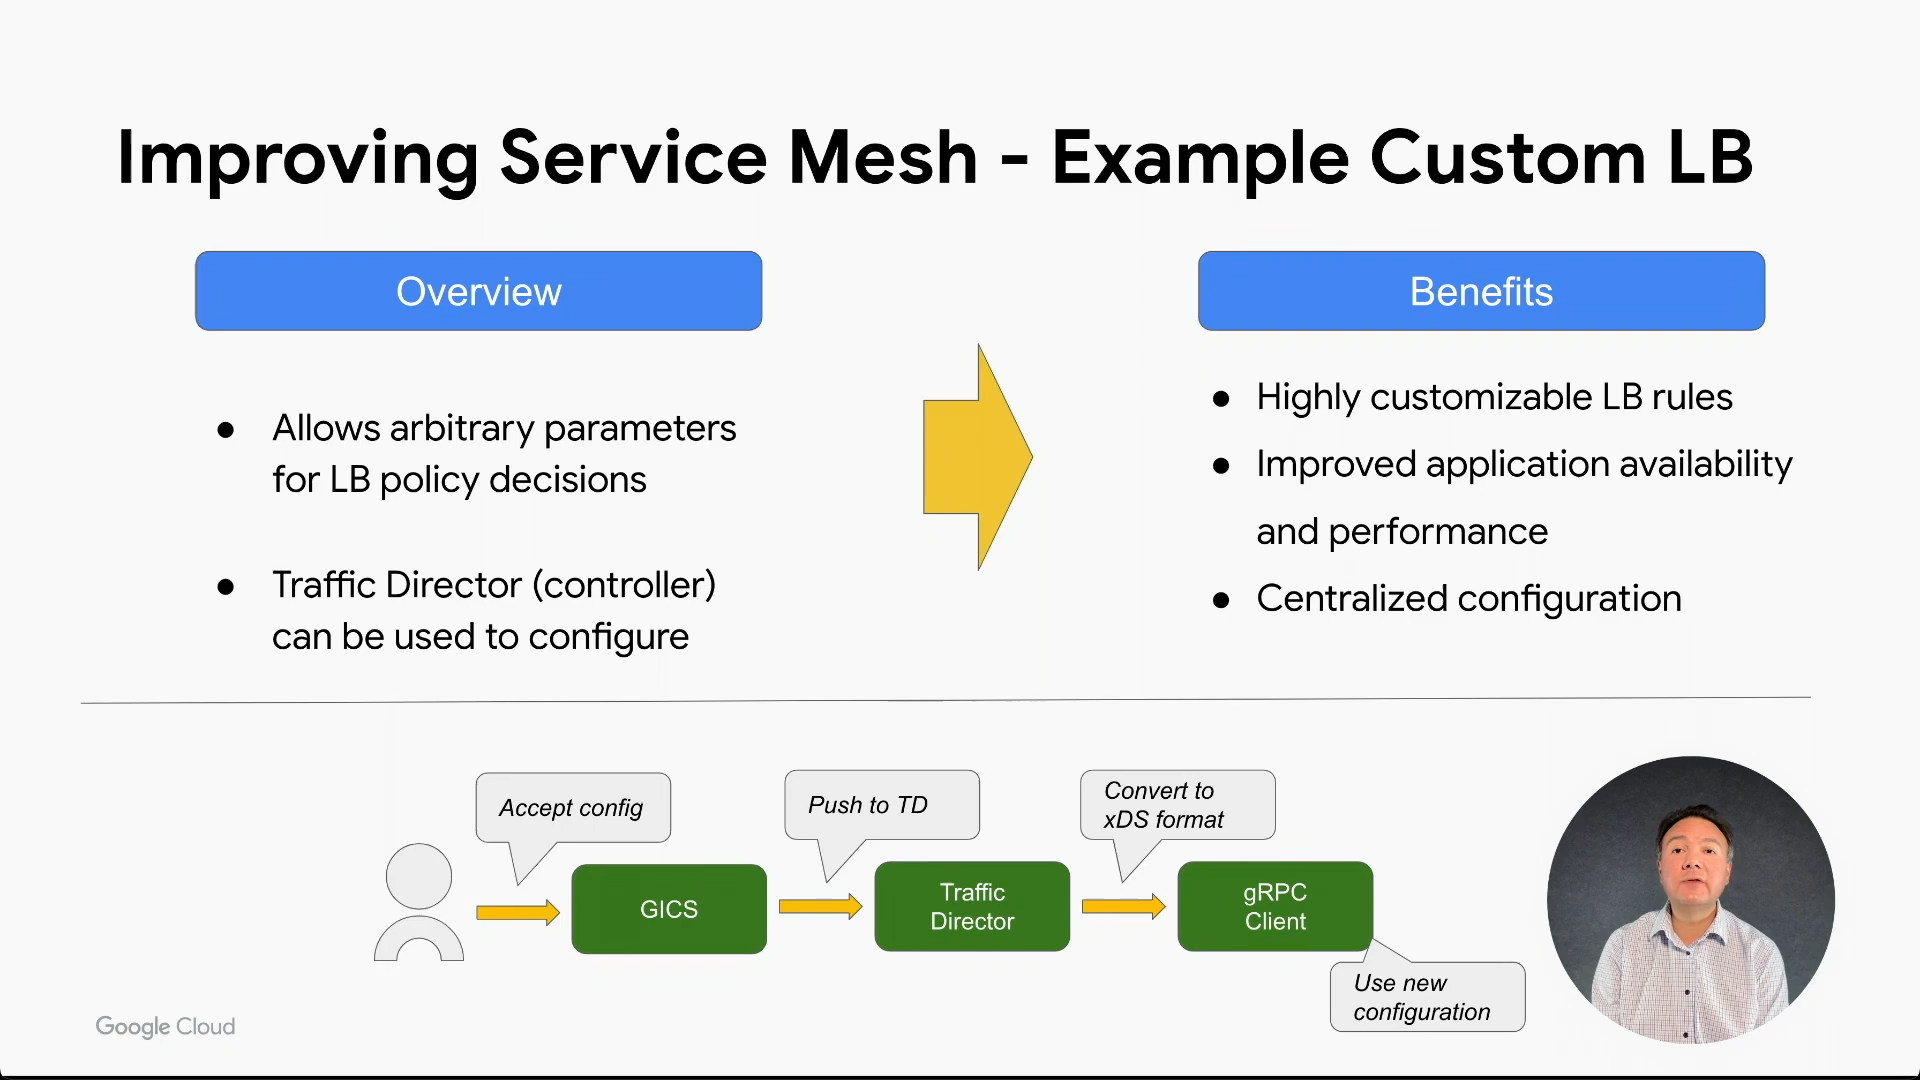 Improving Service Mesh - Example Custom LB
Overview
● Allows arbitrary parameters
for LB policy decisions
● Traffic Director (controller)
can be used to configure
Benefits
● Highly customizable LB rules
● Improved application availability
and performance
● Centralized configuration
Accept config
Push to TD
Convert to
xDS format
GICS
Traffic
Director
gRPC
Client
Use new
configuration
Google Cloud